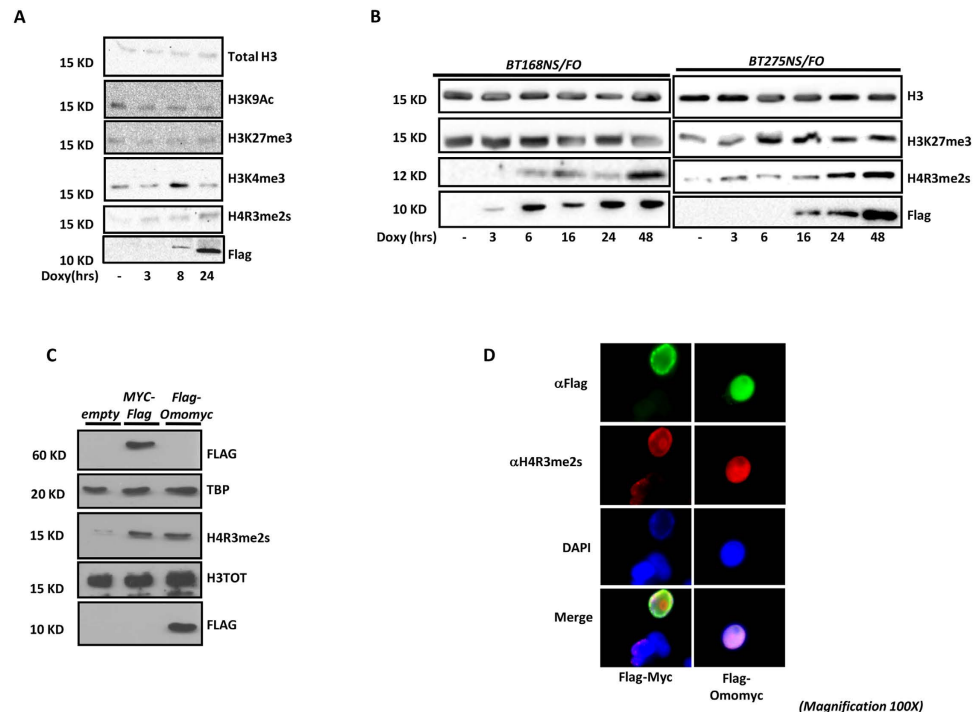 A
15 KD Total H3
15 KD H3K9Ac
15 KD H3K27me3
15 KD H3K4me3
15 KD H4R3me2s
10 KD Flag
Doxy(hrs) - 3 8 24
B
BT168NS/FO BT275NS/FO
15 KD H3
15 KD H3K27me3
12 KD H4R3me2s
10 KD Flag
Doxy (hrs) - 3 6 16 24 48 - 3 6 16 24 48
C
empty MYC-Flag Flag-Omomyc
60 KD FLAG
20 KD TBP
15 KD H4R3me2s
15 KD H3TOT
10 KD FLAG
D
αFlag
αH4R3me2s
DAPI
Merge
Flag-Myc Flag-Omomyc
(Magnification 100X)